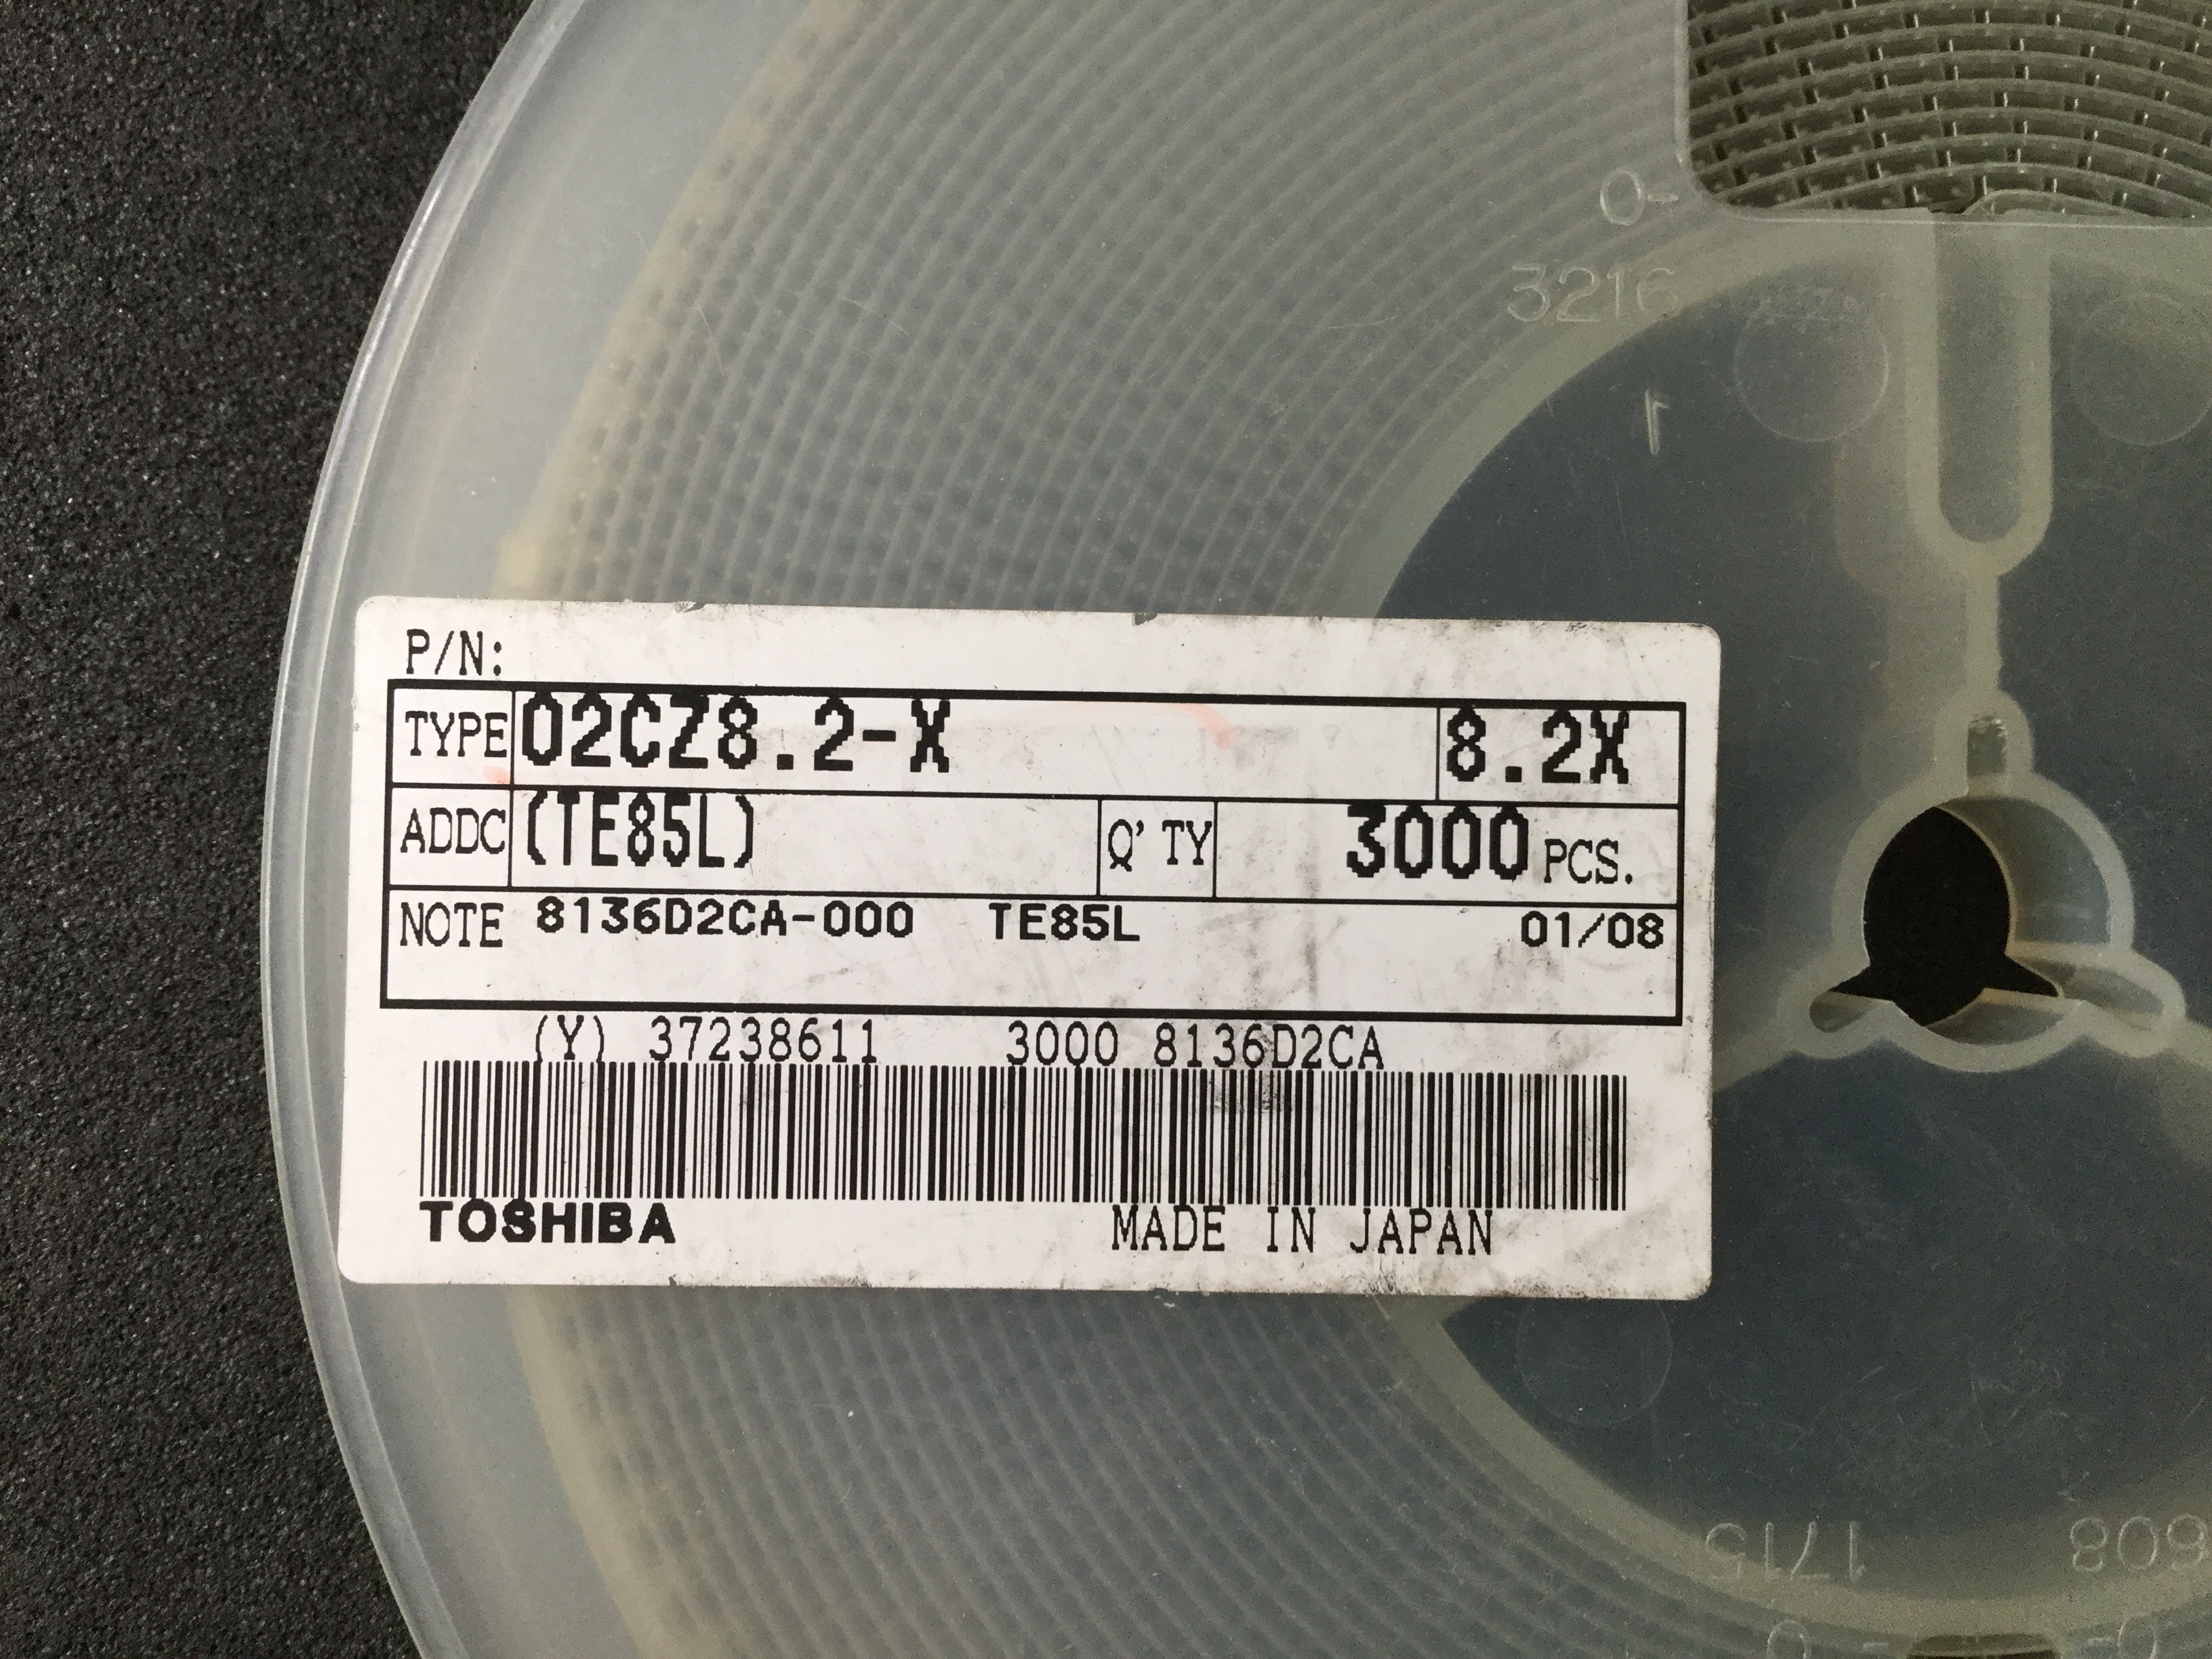 O-
3216
P/N:
TYPE 02CZ8.2-X 8.2X
ADDC (TE85L) Q'TY 3000 PCS.
NOTE 8136D2CA-000 TE85L 01/08
(Y) 37238611 3000 8136D2CA
TOSHIBA MADE IN JAPAN
1715
608